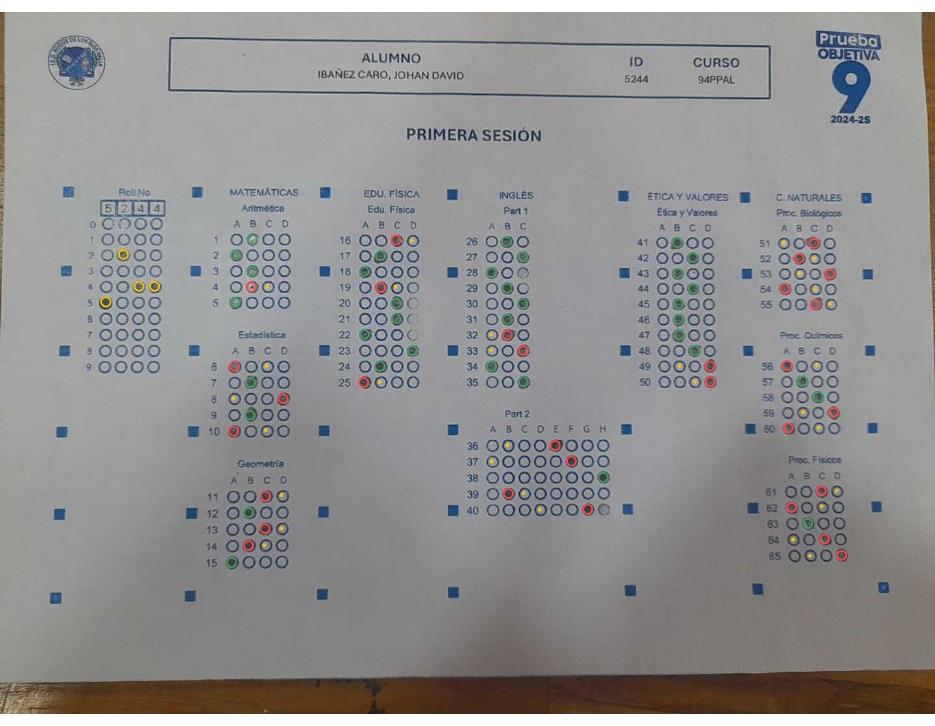 I.E.D. ROQUE DE LOS RÍOS VALLE
ALUMNO
IBAÑEZ CARO, JOHAN DAVID
ID
5244
CURSO
94PPAL
Prueba
OBJETIVA
9
2024-2S
PRIMERA SESIÓN
Roll No
5 2 4 4
0
1
2
3
4
5
6
7
8
9
MATEMÁTICAS
Aritmética
A B C D
1
2
3
4
5
Estadística
A B C D
6
7
8
9
10
Geometría
A B C D
11
12
13
14
15
EDU. FÍSICA
Edu. Física
A B C D
16
17
18
19
20
21
22
23
24
25
INGLÉS
Part 1
A B C
26
27
28
29
30
31
32
33
34
35
Part 2
A B C D E F G H
36
37
38
39
40
ÉTICA Y VALORES
Ética y Valores
A B C D
41
42
43
44
45
46
47
48
49
50
C. NATURALES
Proc. Biológicos
A B C D
51
52
53
54
55
Proc. Químicos
A B C D
56
57
58
59
60
Proc. Físicos
A B C D
61
62
63
64
65